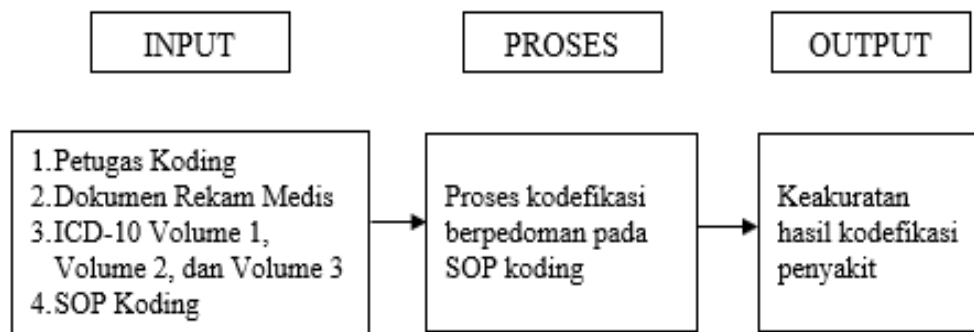 INPUT
PROSES
OUTPUT
1.Petugas Koding
2.Dokumen Rekam Medis
3.ICD-10 Volume 1,
Volume 2, dan Volume 3
4.SOP Koding
Proses kodefikasi
berpedoman pada
SOP koding
Keakuratan
hasil kodefikasi
penyakit